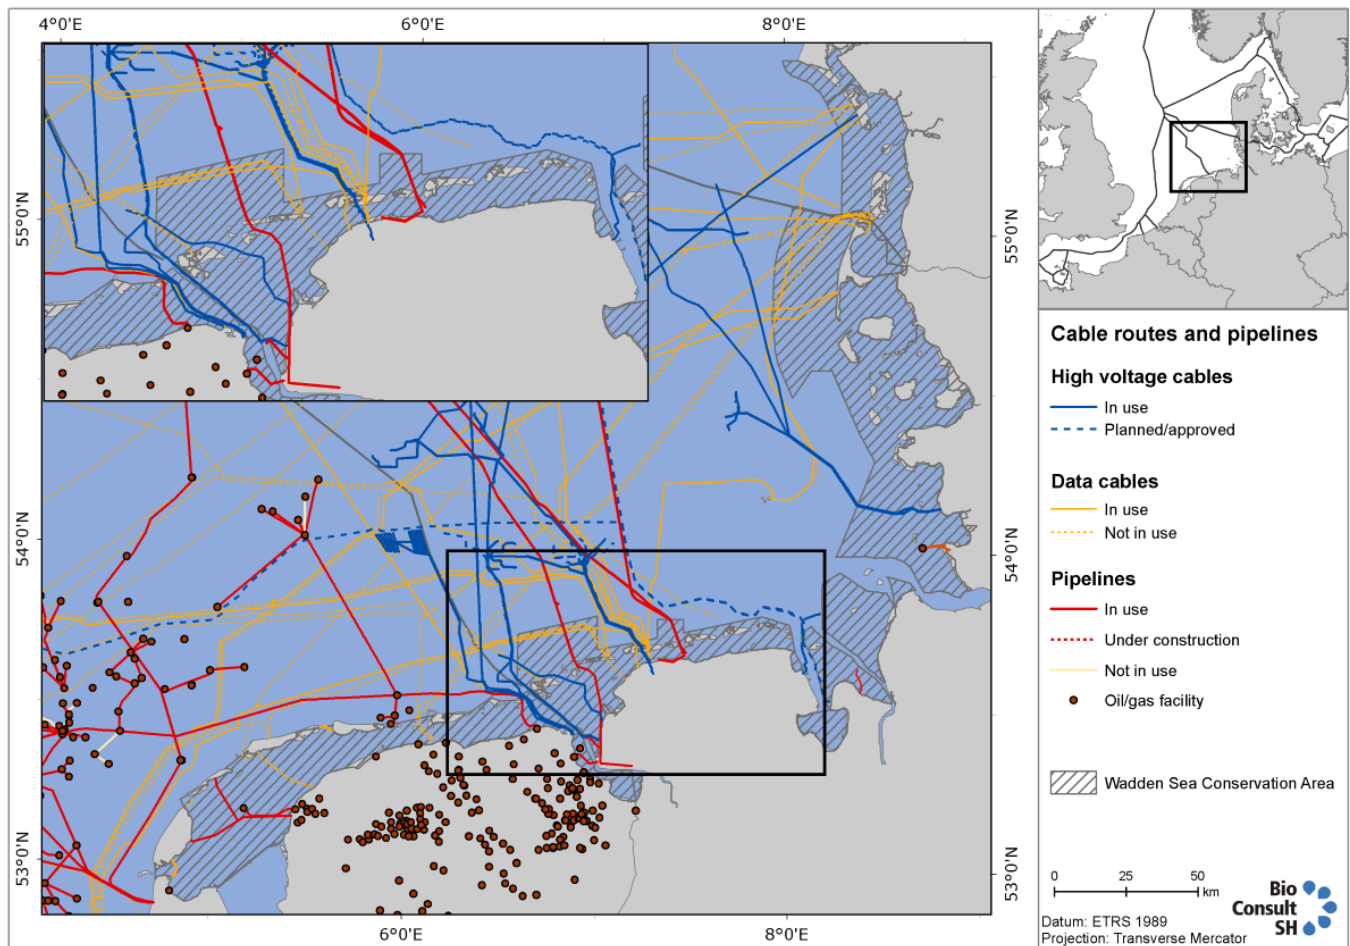 4°0'E
6°0'E
8°0'E
55°0'N
54°0'N
53°0'N
55°0'N
54°0'N
53°0'N
6°0'E
8°0'E
Cable routes and pipelines
High voltage cables
In use
Planned/approved
Data cables
In use
Not in use
Pipelines
In use
Under construction
Not in use
Oil/gas facility
Wadden Sea Conservation Area
0 25 50
km
Datum: ETRS 1989
Projection: Transverse Mercator
Bio
Consult
SH